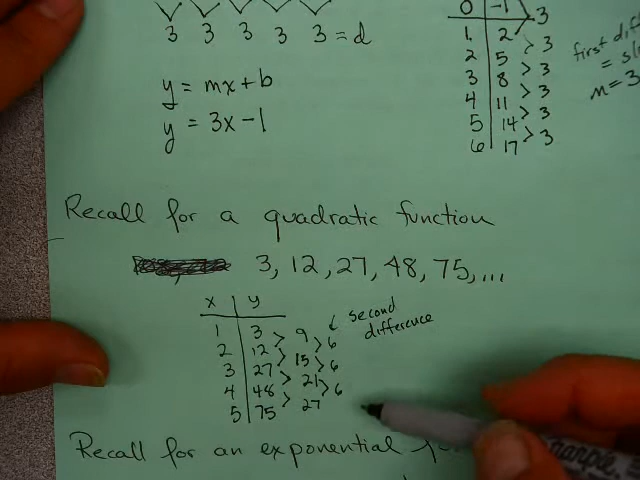 3 3 3 3 3 = d
y = mx + b
y = 3x - 1
0 -1 > 3
1 2
2 5 > 3
3 8 > 3
4 11 > 3
5 14 > 3
6 17 > 3
first
=
m = 3
Recall for a quadratic function
3, 12, 27, 48, 75, ...
x y
1 3 > 9 > 6
2 12
3 27 > 15 > 6
4 48 > 21 > 6
5 75 > 27
second
difference
Recall for an exponential